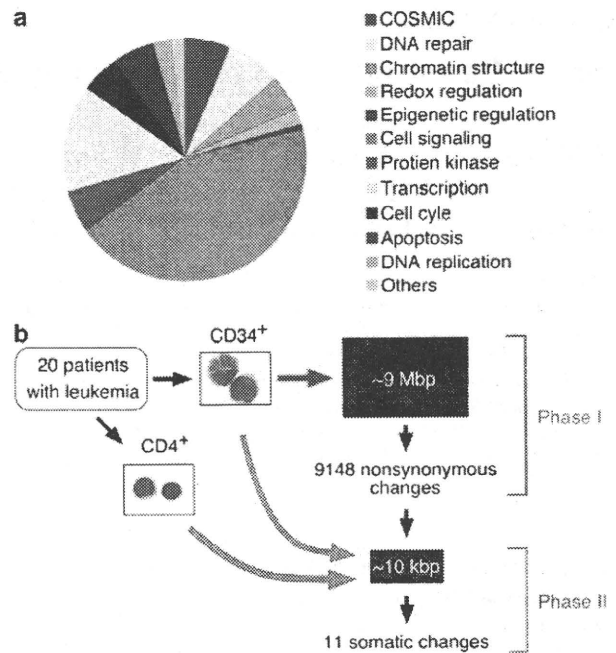 a
COSMIC
DNA repair
Chromatin structure
Redox regulation
Epigenetic regulation
Cell signaling
Protien kinase
Transcription
Cell cyle
Apoptosis
DNA replication
Others
b
20 patients
with leukemia
CD34+
~9 Mbp
Phase I
CD4+
9148 nonsynonymous
changes
~10 kbp
Phase II
11 somatic changes